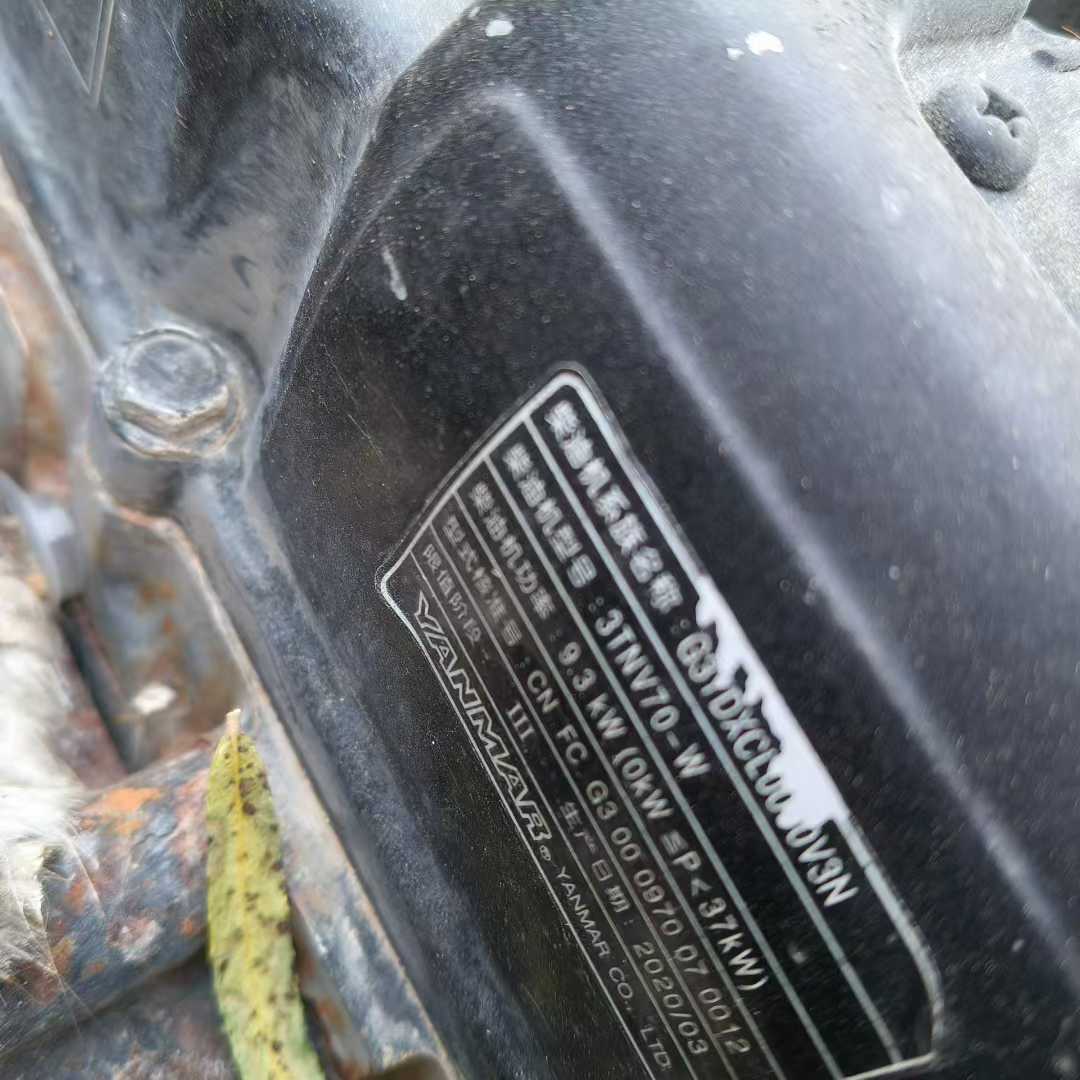 柴油机系族名称：G3YDXCL00.0V3N
柴油机型号：3TNV70-W
柴油机功率：9.3 kW (0kW≦P<37kW)
型式核准号：CN FC G3 00 0970 07 0012
限值阶段： III 生产日期：2020/03
YANMAR® YANMAR CO., LTD.